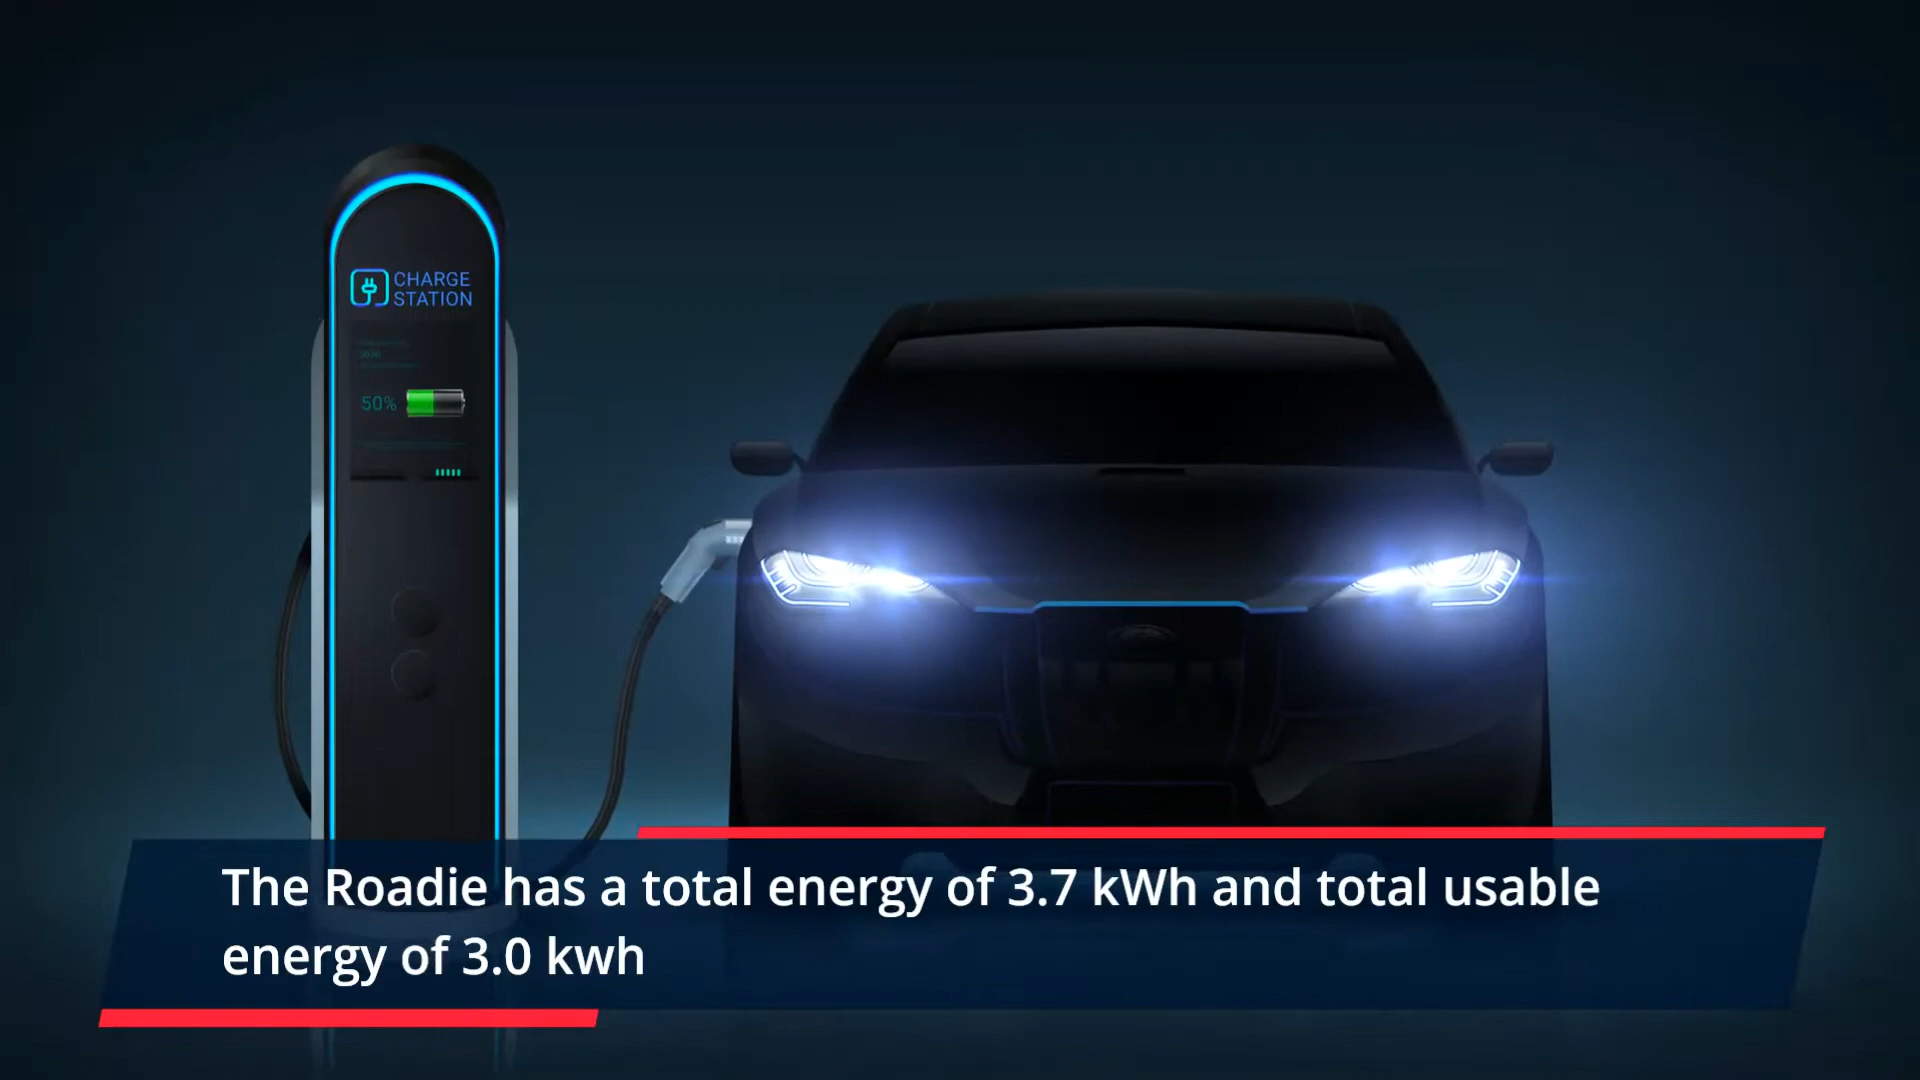 CHARGE
STATION
50%
The Roadie has a total energy of 3.7 kWh and total usable
energy of 3.0 kwh